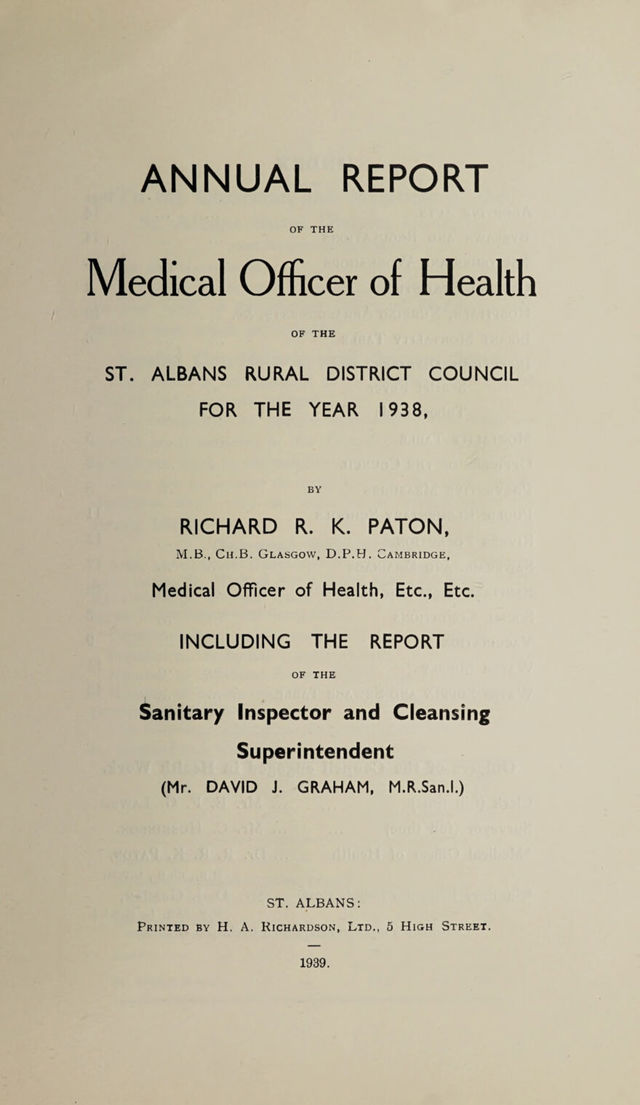 ANNUAL REPORT
OF THE
Medical Officer of Health
OF THE
ST. ALBANS RURAL DISTRICT COUNCIL
FOR THE YEAR 1938,
BY
RICHARD R. K. PATON,
M.B., Ch.B. Glasgow, D.P.H. Cambridge,
Medical Officer of Health, Etc., Etc.
INCLUDING THE REPORT
OF THE
Sanitary Inspector and Cleansing
Superintendent
(Mr. DAVID J. GRAHAM, M.R.San.I.)
ST. ALBANS:
Printed by H. A. Richardson, Ltd., 5 High Street.
1939.